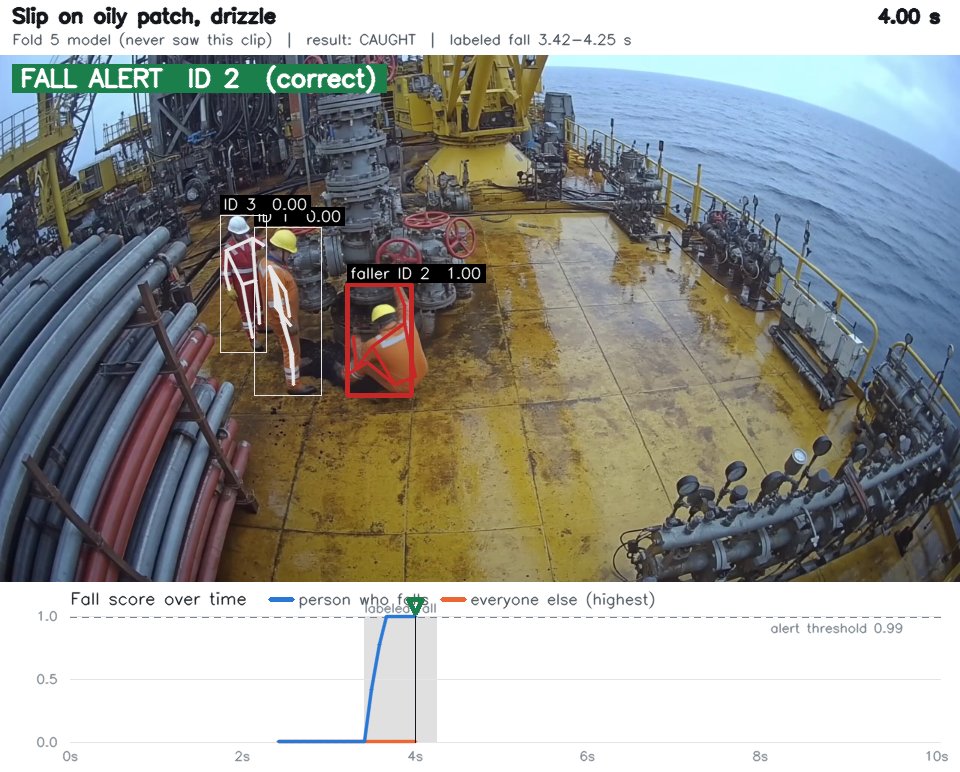 Slip on oily patch, drizzle
4.00 s
Fold 5 model (never saw this clip) | result: CAUGHT | labeled fall 3.42–4.25 s
FALL ALERT ID 2 (correct)
ID 3 0.00
0.00
faller ID 2 1.00
Fall score over time
person who falls
everyone else (highest)
labeled fall
1.0
alert threshold 0.99
0.5
0.0
0s 2s 4s 6s 8s 10s